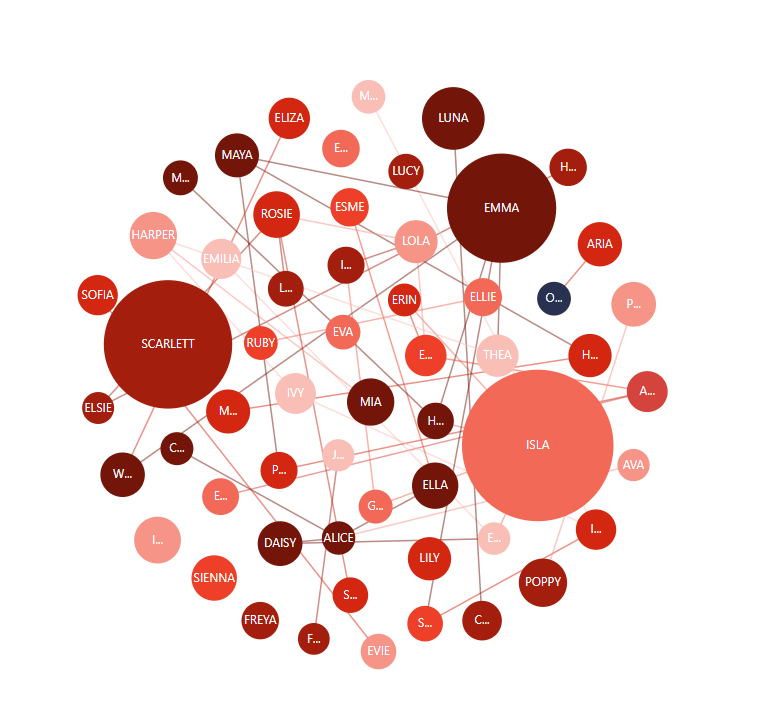 M...
LUNA
ELIZA
E...
MAYA
LUCY
H...
M...
EMMA
ESME
ROSIE
HARPER
LOLA
ARIA
EMILIA
I...
L...
SOFIA
ERIN
ELLIE
O...
P...
EVA
RUBY
SCARLETT
E...
THEA
H...
IVY
A...
MIA
ELSIE
M...
H...
ISLA
C...
J...
AVA
P...
W...
ELLA
E...
G...
I...
ALICE
E...
I...
DAISY
LILY
SIENNA
POPPY
S...
FREYA
S...
C...
F...
EVIE